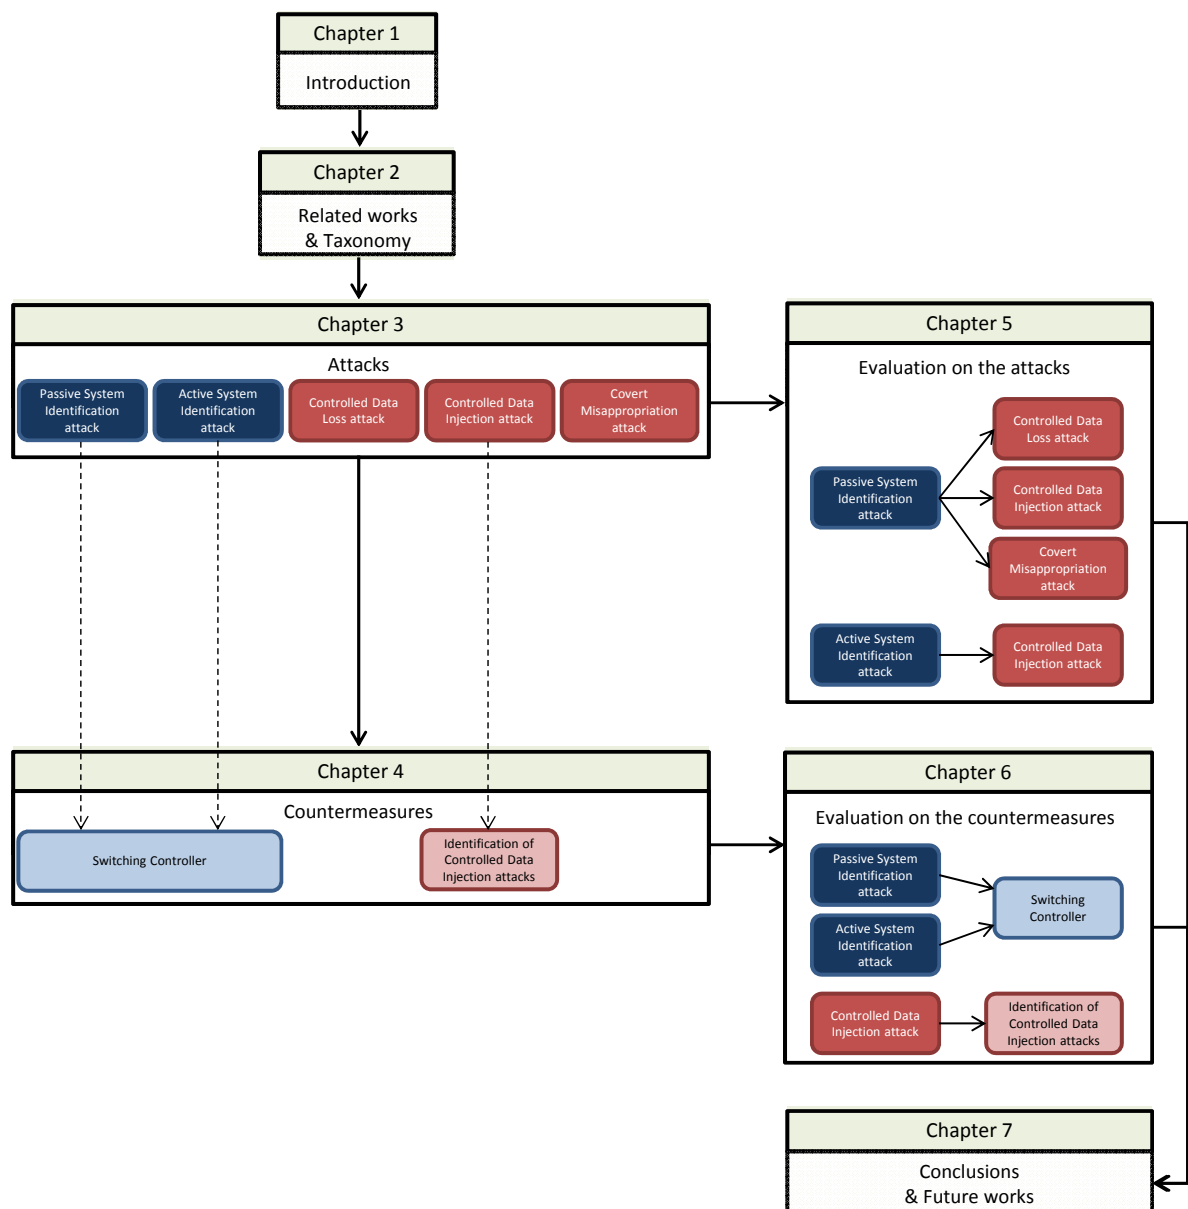 Chapter 1
Introduction
Chapter 2
Related works
& Taxonomy
Chapter 3
Attacks
Passive System
Identification
attack
Active System
Identification
attack
Controlled Data
Loss attack
Controlled Data
Injection attack
Covert
Misappropriation
attack
Chapter 5
Evaluation on the attacks
Passive System
Identification
attack
Controlled Data
Loss attack
Controlled Data
Injection attack
Covert
Misappropriation
attack
Active System
Identification
attack
Controlled Data
Injection attack
Chapter 4
Countermeasures
Switching Controller
Identification of
Controlled Data
Injection attacks
Chapter 6
Evaluation on the countermeasures
Passive System
Identification
attack
Active System
Identification
attack
Switching
Controller
Controlled Data
Injection attack
Identification of
Controlled Data
Injection attacks
Chapter 7
Conclusions
& Future works